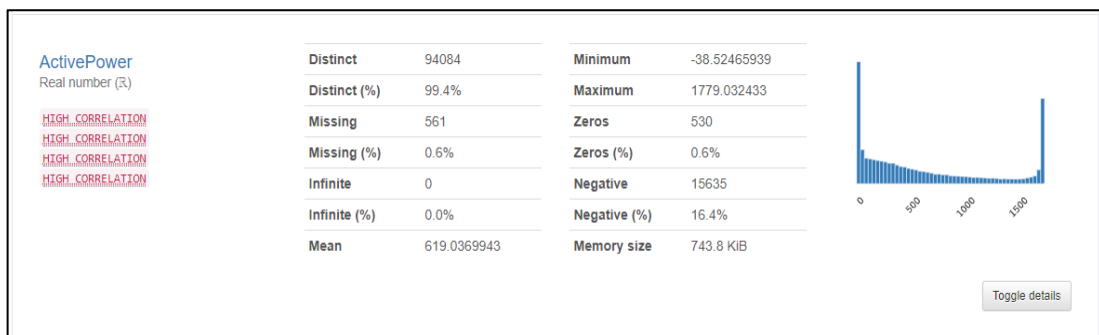 ActivePower
Real number (ℝ)
HIGH CORRELATION
HIGH CORRELATION
HIGH CORRELATION
HIGH CORRELATION
Distinct 94084
Distinct (%) 99.4%
Missing 561
Missing (%) 0.6%
Infinite 0
Infinite (%) 0.0%
Mean 619.0369943
Minimum -38.52465939
Maximum 1779.032433
Zeros 530
Zeros (%) 0.6%
Negative 15635
Negative (%) 16.4%
Memory size 743.8 KiB
0 500 1000 1500
Toggle details